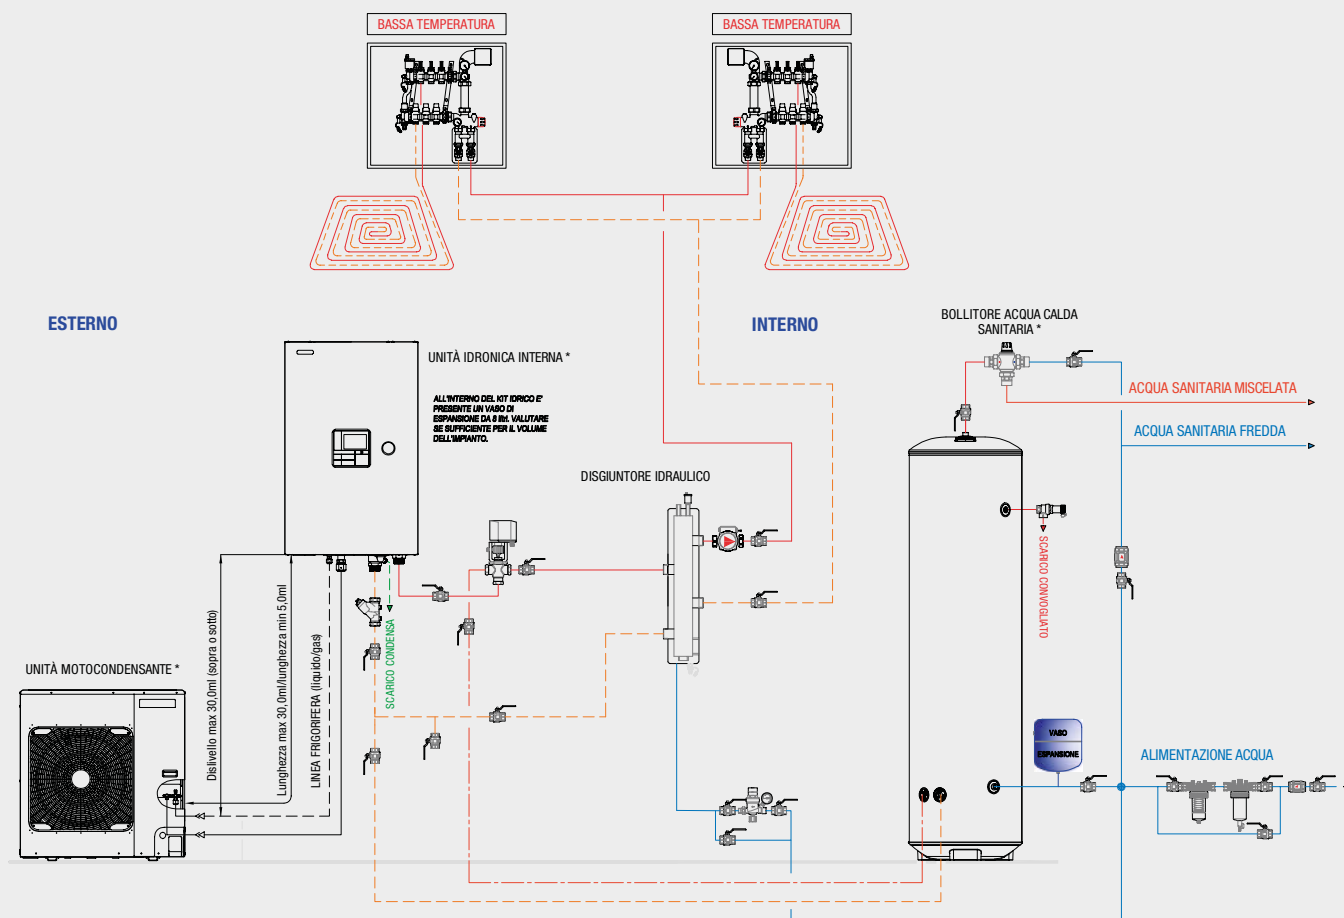 BASSA TEMPERATURA
BASSA TEMPERATURA
ESTERNO
INTERNO
UNITÀ IDRONICA INTERNA *
ALL'INTERNO DEL KIT IDRICO E'
PRESENTE UN VASO DI
ESPANSIONE DA 8 litri. VALUTARE
SE SUFFICIENTE PER IL VOLUME
DELL'IMPIANTO.
BOLLITORE ACQUA CALDA
SANITARIA *
ACQUA SANITARIA MISCELATA
ACQUA SANITARIA FREDDA
DISGIUNTORE IDRAULICO
SCARICO CONVOGLIATO
SCARICO CONDENSA
UNITÀ MOTOCONDENSANTE *
Dislivello max 30,0ml (sopra o sotto)
Lunghezza max 30,0ml/lunghezza min 5,0ml
LINEA FRIGORIFERA (liquido/gas)
VASO
ESPANSIONE
ALIMENTAZIONE ACQUA